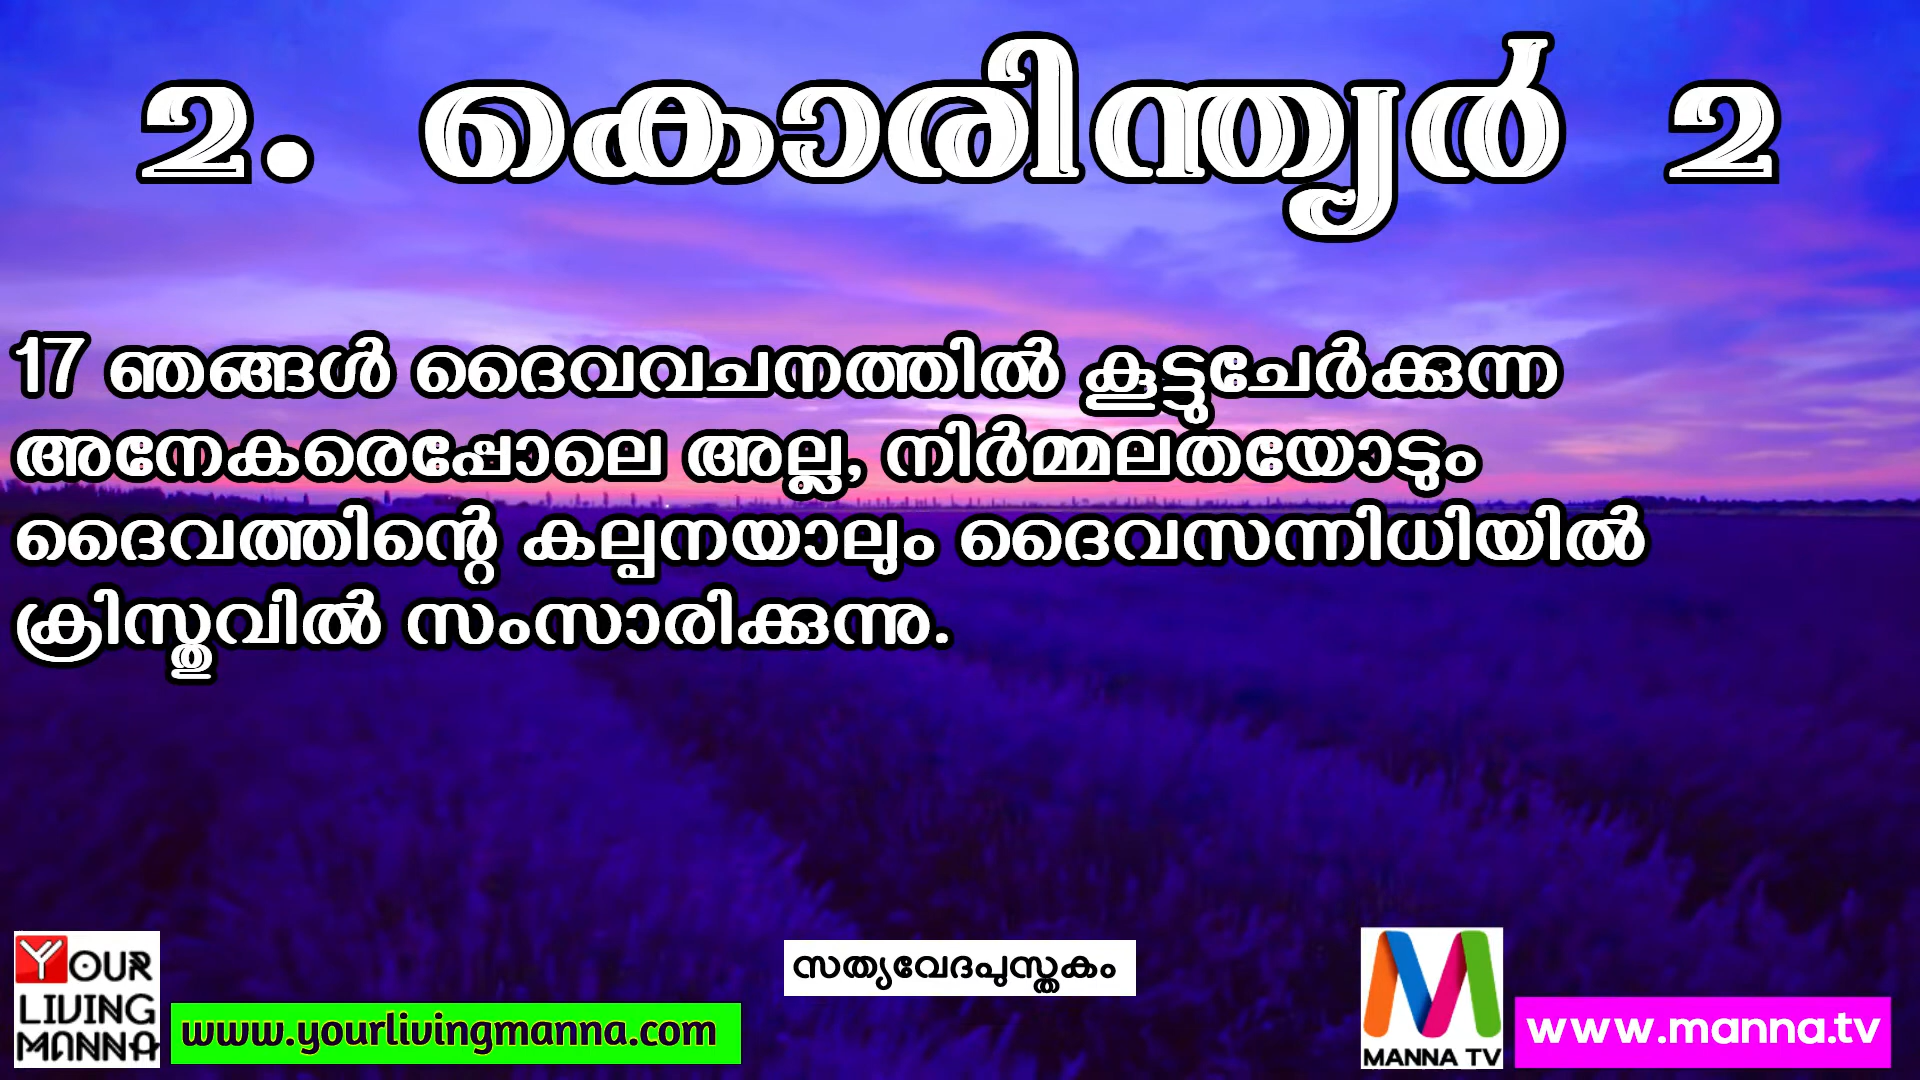 2. കൊരിന്ത്യർ 2
17 ഞങ്ങൾ ദൈവവചനത്തിൽ കൂട്ടുചേർക്കുന്ന
അനേകരെപ്പോലെ അല്ല, നിർമ്മലതയോടും
ദൈവത്തിന്റെ കല്പനയാലും ദൈവസന്നിധിയിൽ
ക്രിസ്തുവിൽ സംസാരിക്കുന്നു.
YOUR
LIVING
MANNA
www.yourlivingmanna.com
സത്യവേദപുസ്തകം
MANNA TV
www.manna.tv